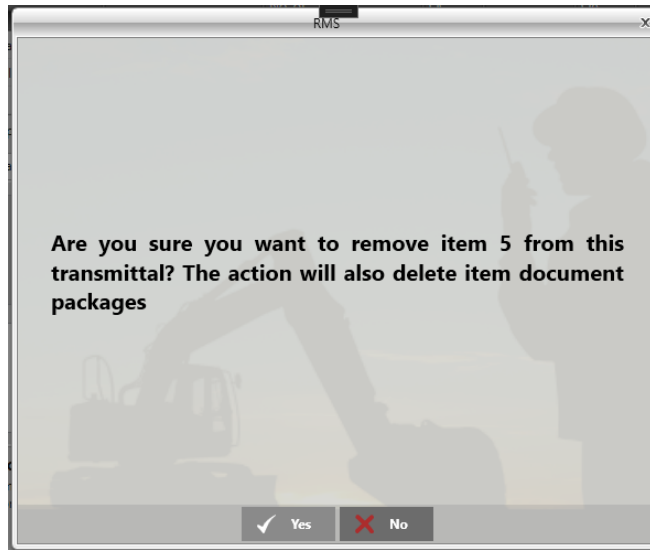 RMS
x
Are you sure you want to remove item 5 from this
transmittal? The action will also delete item document
packages
Yes
No